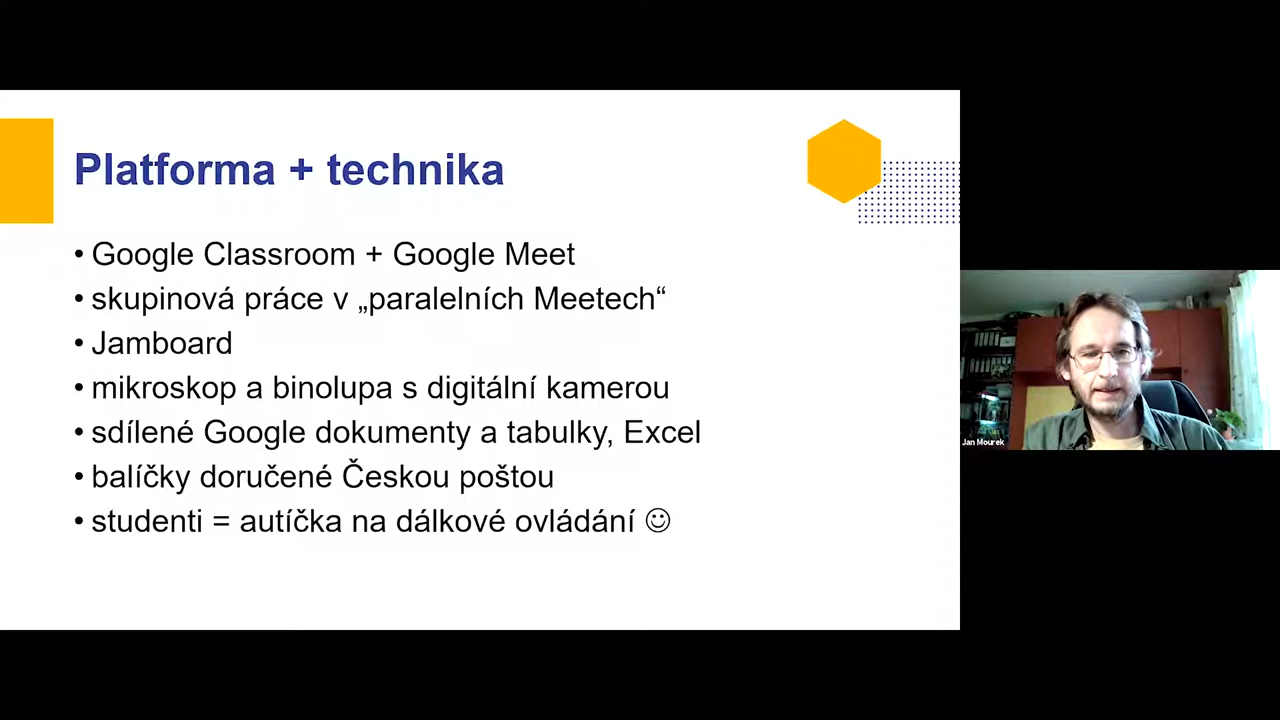 Platforma + technika
• Google Classroom + Google Meet
• skupinová práce v „paralelních Meetech“
• Jamboard
• mikroskop a binolupa s digitální kamerou
• sdílené Google dokumenty a tabulky, Excel
• balíčky doručené Českou poštou
• studenti = autíčka na dálkové ovládání ☺
Jan Mourek